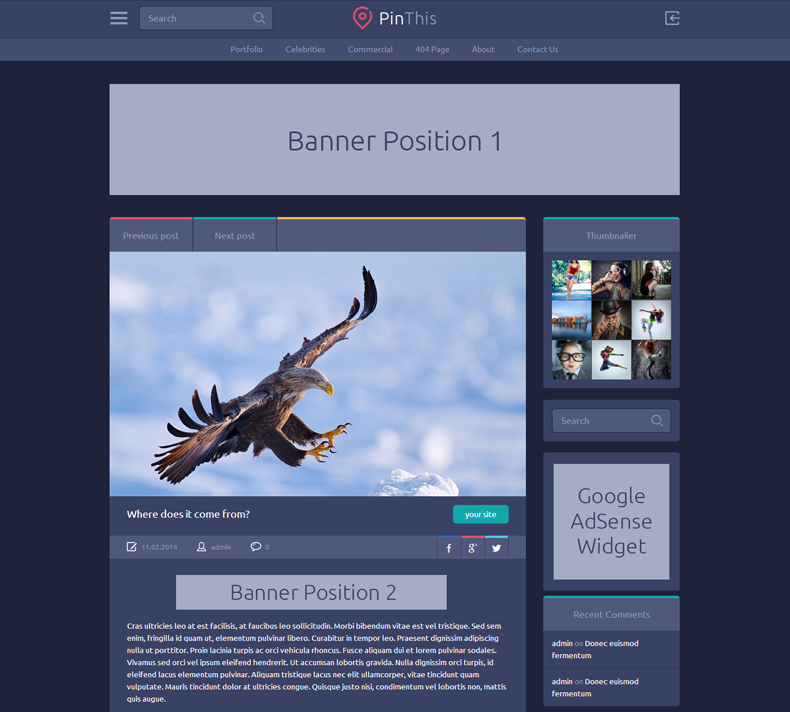 Search
PinThis
Portfolio Celebrities Commercial 404 Page About Contact Us
Banner Position 1
Previous post Next post
Thumbnailer
Search
Google
AdSense
Widget
Where does it come from?
your site
11.02.2014 admin 0
f g+
Banner Position 2
Cras ultricies leo at est facilisis, at faucibus leo sollicitudin. Morbi bibendum vitae est vel tristique. Sed sem
enim, fringilla id quam ut, elementum pulvinar libero. Curabitur in tempor leo. Praesent dignissim adipiscing
nulla ut porttitor. Proin lacinia turpis ac orci vehicula rhoncus. Fusce aliquam dui et lorem pulvinar sodales.
Vivamus sed orci vel ipsum eleifend hendrerit. Ut accumsan lobortis gravida. Nulla dignissim orci turpis, id
eleifend lacus elementum pulvinar. Aliquam tristique lacus nec elit ullamcorper, vitae tincidunt quam
vulputate. Mauris tincidunt dolor at ultricies congue. Quisque justo nisi, condimentum vel lobortis non, mattis
quis augue.
Recent Comments
admin on Donec euismod
fermentum
admin on Donec euismod
fermentum